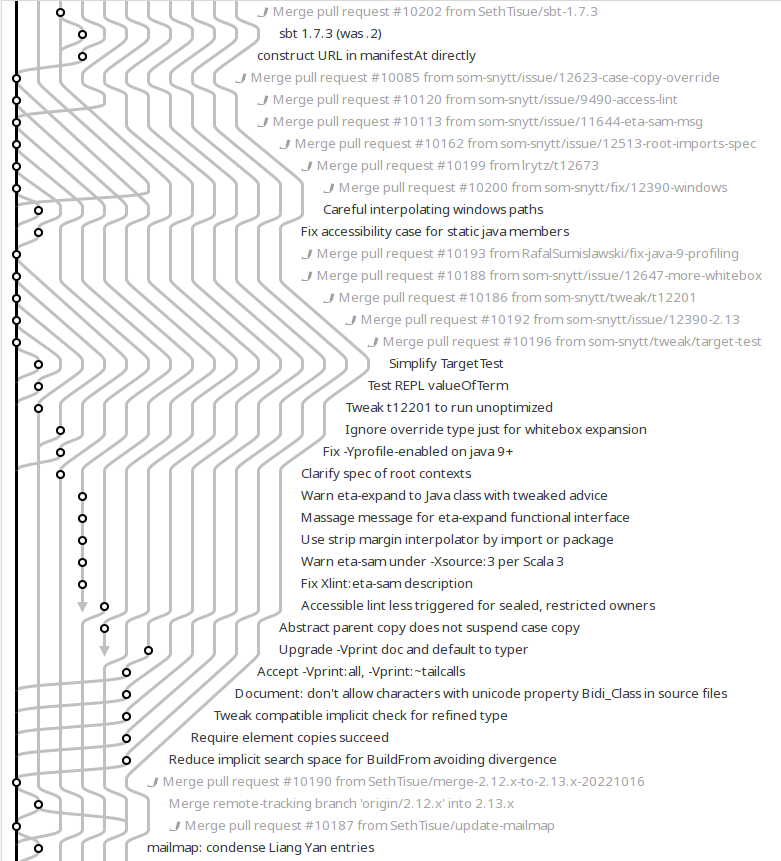 Merge pull request #10202 from SethTisue/sbt-1.7.3
sbt 1.7.3 (was .2)
construct URL in manifestAt directly
Merge pull request #10085 from som-snytt/issue/12623-case-copy-override
Merge pull request #10120 from som-snytt/issue/9490-access-lint
Merge pull request #10113 from som-snytt/issue/11644-eta-sam-msg
Merge pull request #10162 from som-snytt/issue/12513-root-imports-spec
Merge pull request #10199 from lrytz/t12673
Merge pull request #10200 from som-snytt/fix/12390-windows
Careful interpolating windows paths
Fix accessibility case for static java members
Merge pull request #10193 from RafalSumislawski/fix-java-9-profiling
Merge pull request #10188 from som-snytt/issue/12647-more-whitebox
Merge pull request #10186 from som-snytt/tweak/t12201
Merge pull request #10192 from som-snytt/issue/12390-2.13
Merge pull request #10196 from som-snytt/tweak/target-test
Simplify TargetTest
Test REPL valueOfTerm
Tweak t12201 to run unoptimized
Ignore override type just for whitebox expansion
Fix -Yprofile-enabled on java 9+
Clarify spec of root contexts
Warn eta-expand to Java class with tweaked advice
Massage message for eta-expand functional interface
Use strip margin interpolator by import or package
Warn eta-sam under -Xsource:3 per Scala 3
Fix Xlint:eta-sam description
Accessible lint less triggered for sealed, restricted owners
Abstract parent copy does not suspend case copy
Upgrade -Vprint doc and default to typer
Accept -Vprint:all, -Vprint:~tailcalls
Document: don't allow characters with unicode property Bidi_Class in source files
Tweak compatible implicit check for refined type
Require element copies succeed
Reduce implicit search space for BuildFrom avoiding divergence
Merge pull request #10190 from SethTisue/merge-2.12.x-to-2.13.x-20221016
Merge remote-tracking branch 'origin/2.12.x' into 2.13.x
Merge pull request #10187 from SethTisue/update-mailmap
mailmap: condense Liang Yan entries